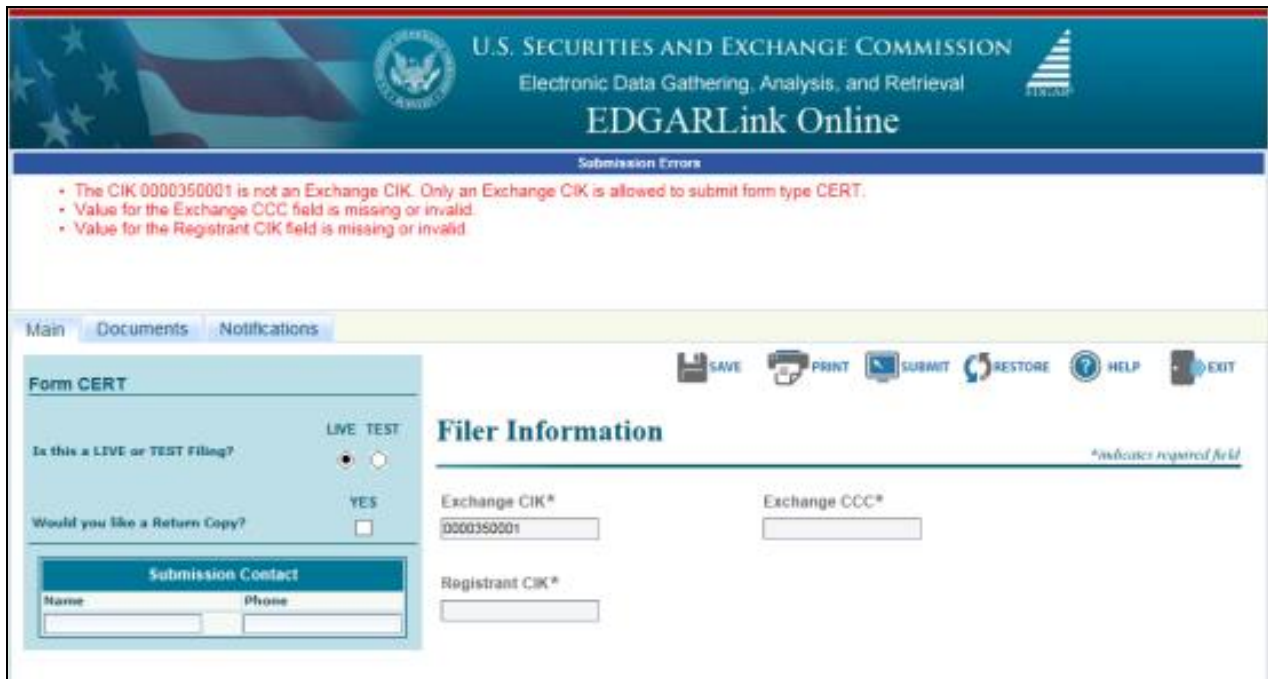 U.S. SECURITIES AND EXCHANGE COMMISSION
Electronic Data Gathering, Analysis, and Retrieval
EDGAR
EDGARLink Online
Submission Errors
• The CIK 0000350001 is not an Exchange CIK. Only an Exchange CIK is allowed to submit form type CERT.
• Value for the Exchange CCC field is missing or invalid.
• Value for the Registrant CIK field is missing or invalid.
Main Documents Notifications
SAVE PRINT SUBMIT RESTORE HELP EXIT
Form CERT
LIVE TEST
Is this a LIVE or TEST Filing?
YES
Would you like a Return Copy?
Submission Contact
Name Phone
Filer Information
*indicates required field
Exchange CIK* Exchange CCC*
0000350001
Registrant CIK*